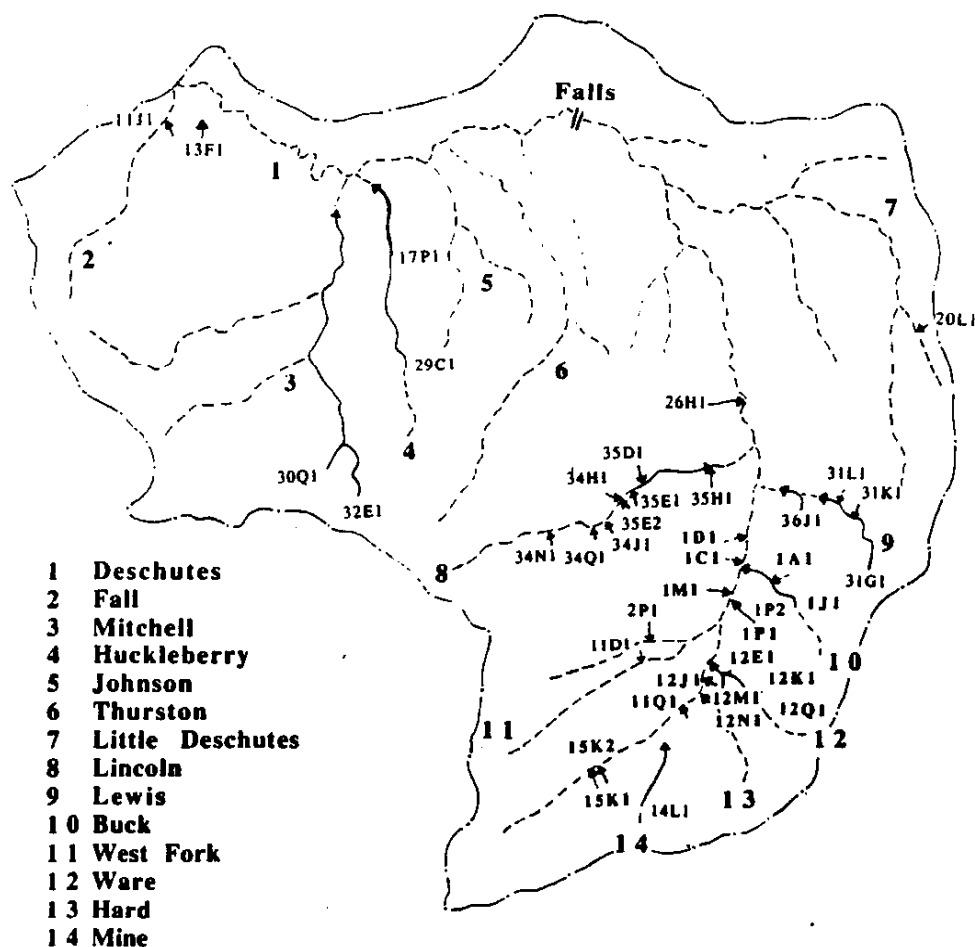 Falls
11J1
13F1
1
7
2
17P1
5
20L1
3
29C1
6
4
26H1
30Q1
32E1
35D1
34H1
35E1
35H1
31L1
31K1
36J1
35E2
34J1
34Q1
34N1
8
9
31G1
1D1
1C1
1A1
1M1
1J1
1P2
1P1
2P1
11D1
10
12E1
12J1
12K1
12M1
11Q1
12N1
12Q1
11
12
15K2
15K1
14L1
13
14
1 Deschutes
2 Fall
3 Mitchell
4 Huckleberry
5 Johnson
6 Thurston
7 Little Deschutes
8 Lincoln
9 Lewis
10 Buck
11 West Fork
12 Ware
13 Hard
14 Mine